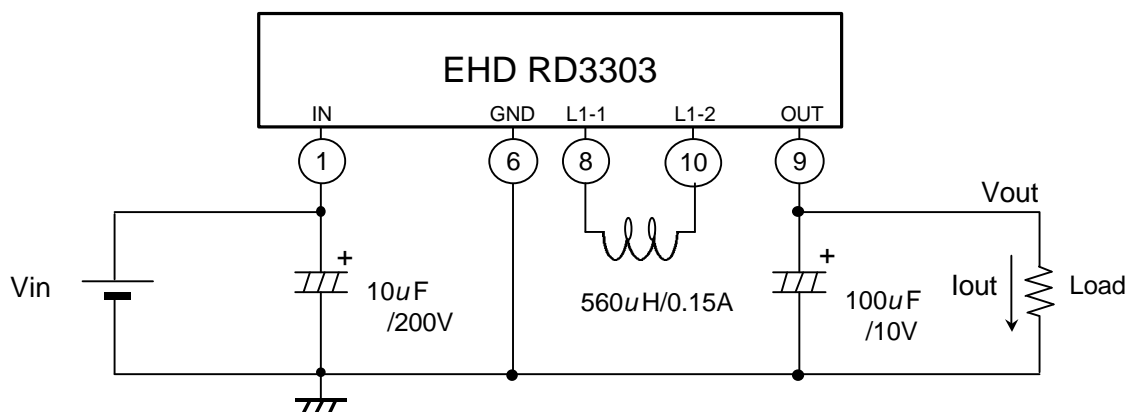 EHD RD3303
IN GND L1-1 L1-2 OUT
1 6 8 10 9
Vout
Vin
+
10uF
/200V
560uH/0.15A
+
100uF
/10V
Iout
Load